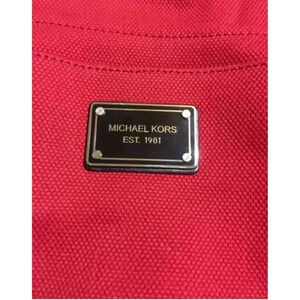 MICHAEL KORS
EST. 1981